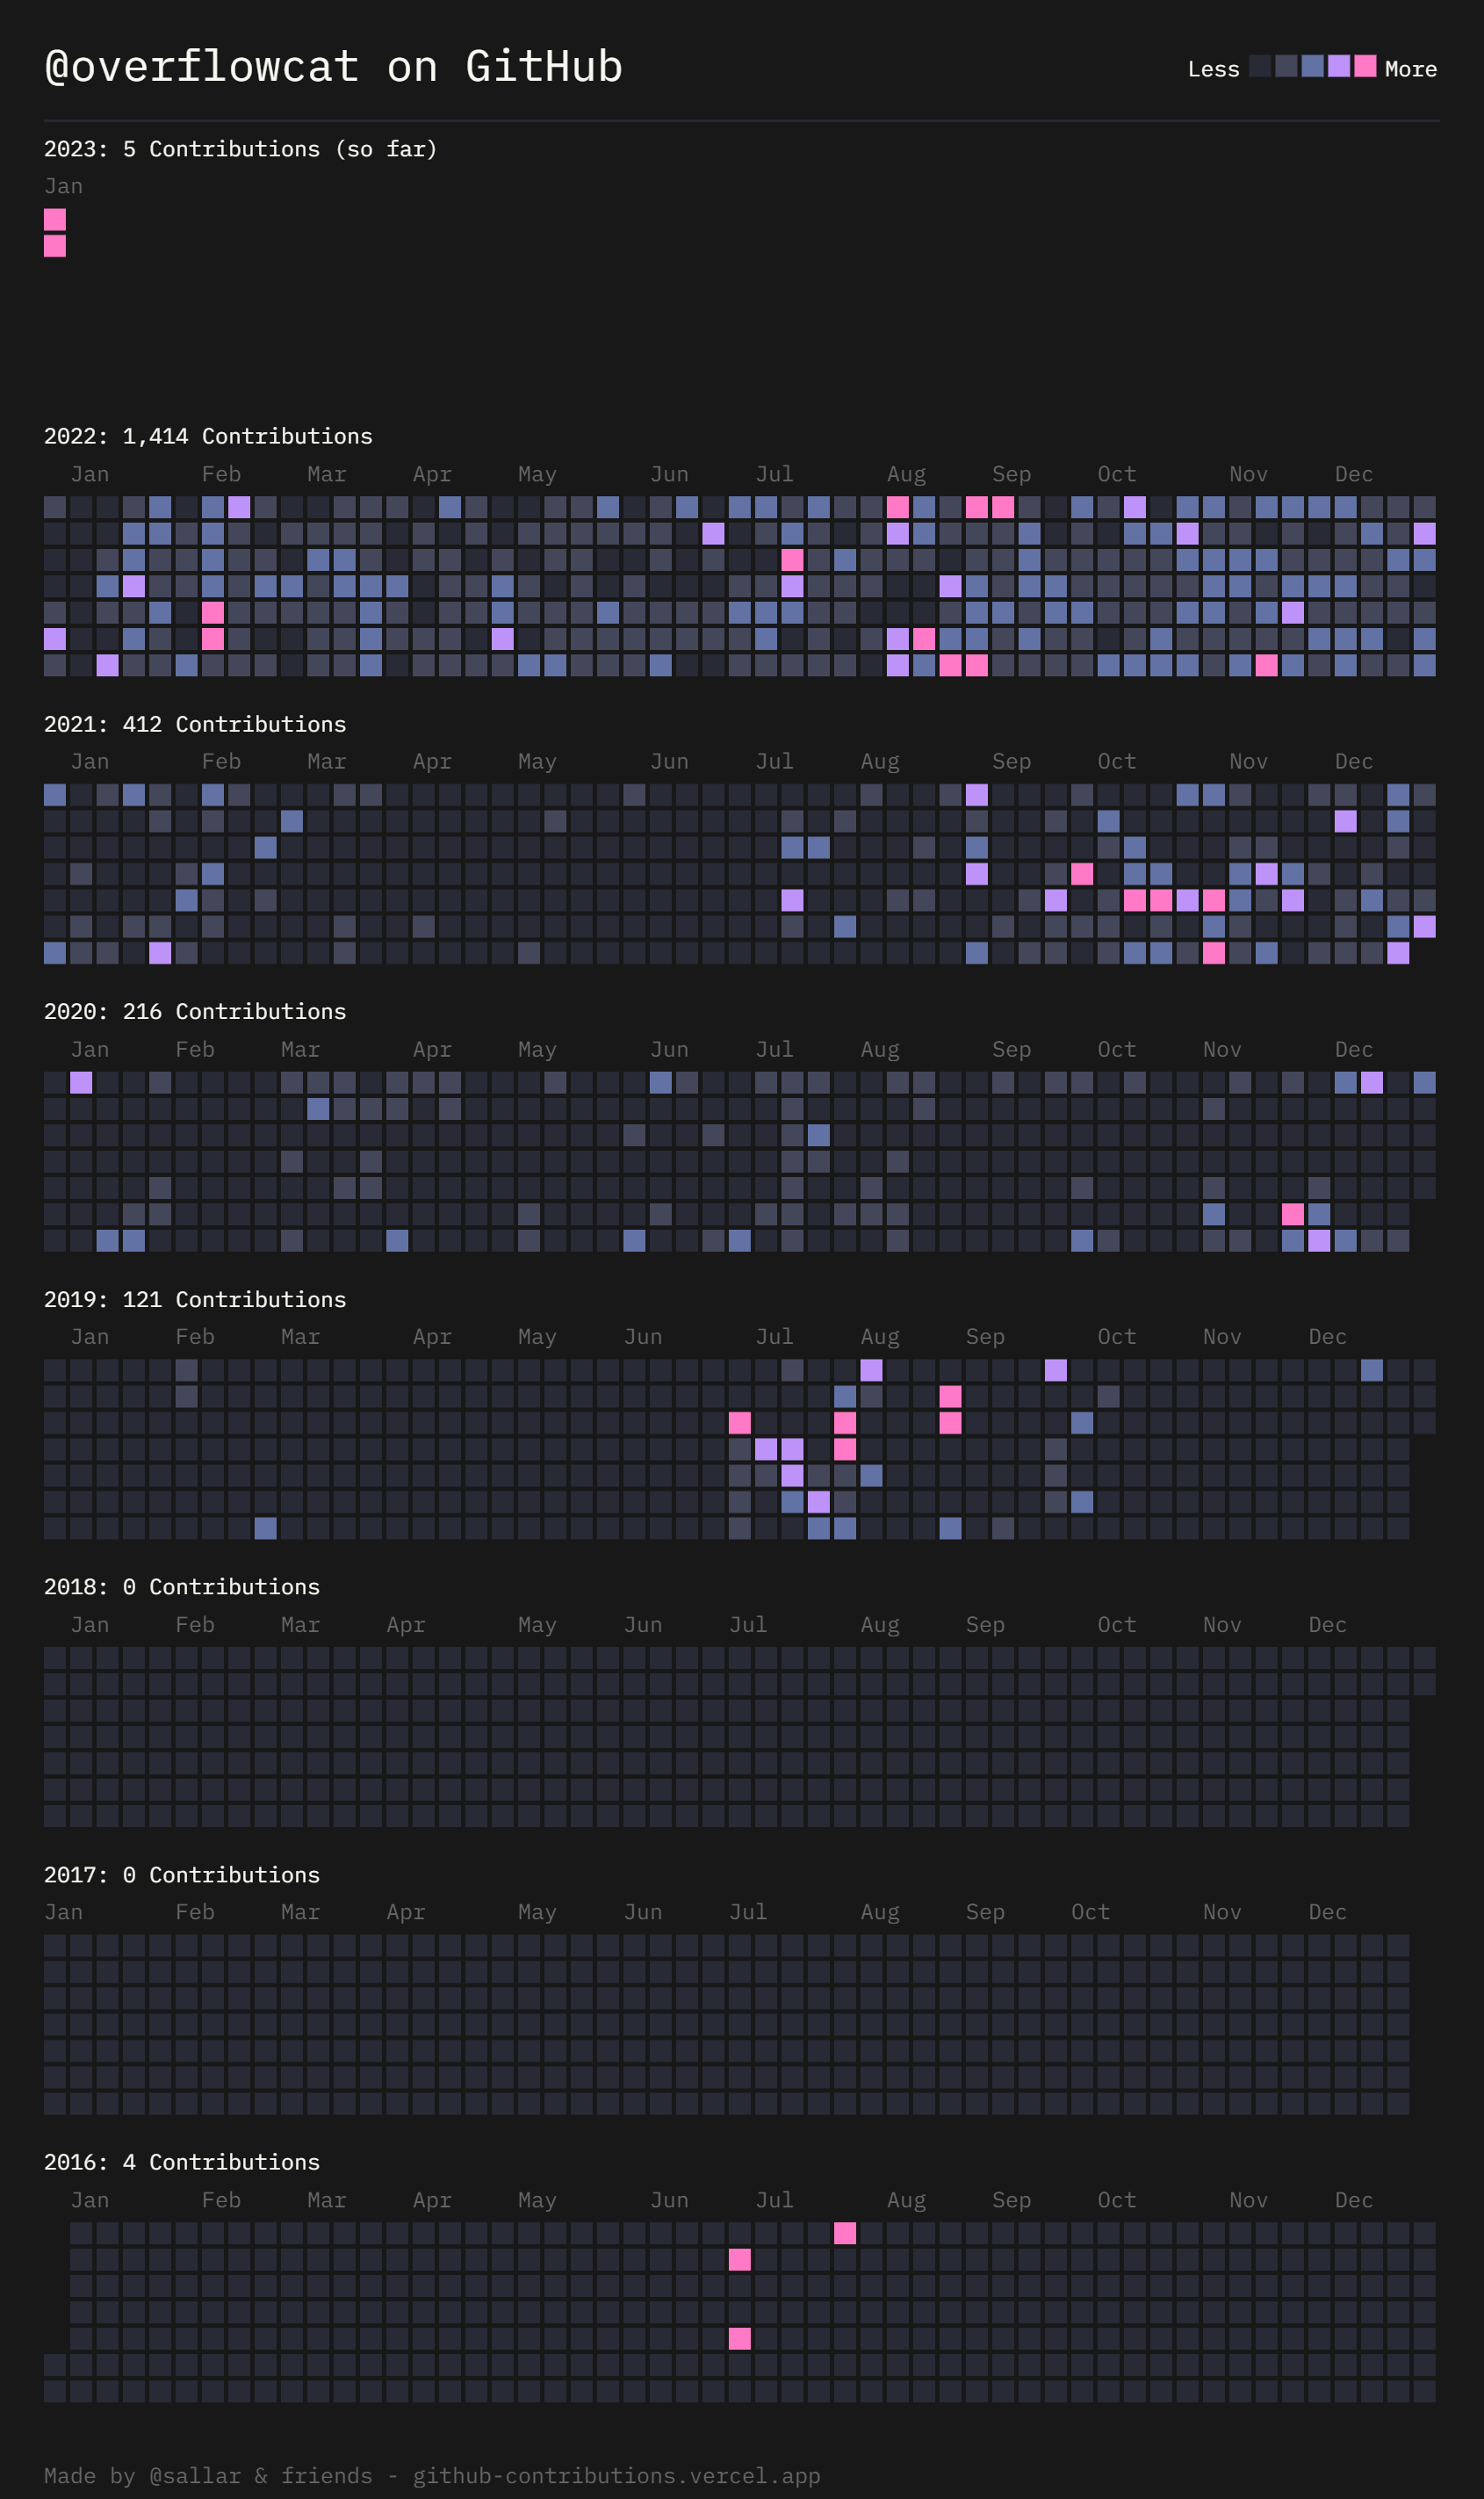 @overflowcat on GitHub
Less More
2023: 5 Contributions (so far)
Jan
2022: 1,414 Contributions
Jan Feb Mar Apr May Jun Jul Aug Sep Oct Nov Dec
2021: 412 Contributions
Jan Feb Mar Apr May Jun Jul Aug Sep Oct Nov Dec
2020: 216 Contributions
Jan Feb Mar Apr May Jun Jul Aug Sep Oct Nov Dec
2019: 121 Contributions
Jan Feb Mar Apr May Jun Jul Aug Sep Oct Nov Dec
2018: 0 Contributions
Jan Feb Mar Apr May Jun Jul Aug Sep Oct Nov Dec
2017: 0 Contributions
Jan Feb Mar Apr May Jun Jul Aug Sep Oct Nov Dec
2016: 4 Contributions
Jan Feb Mar Apr May Jun Jul Aug Sep Oct Nov Dec
Made by @sallar & friends - github-contributions.vercel.app